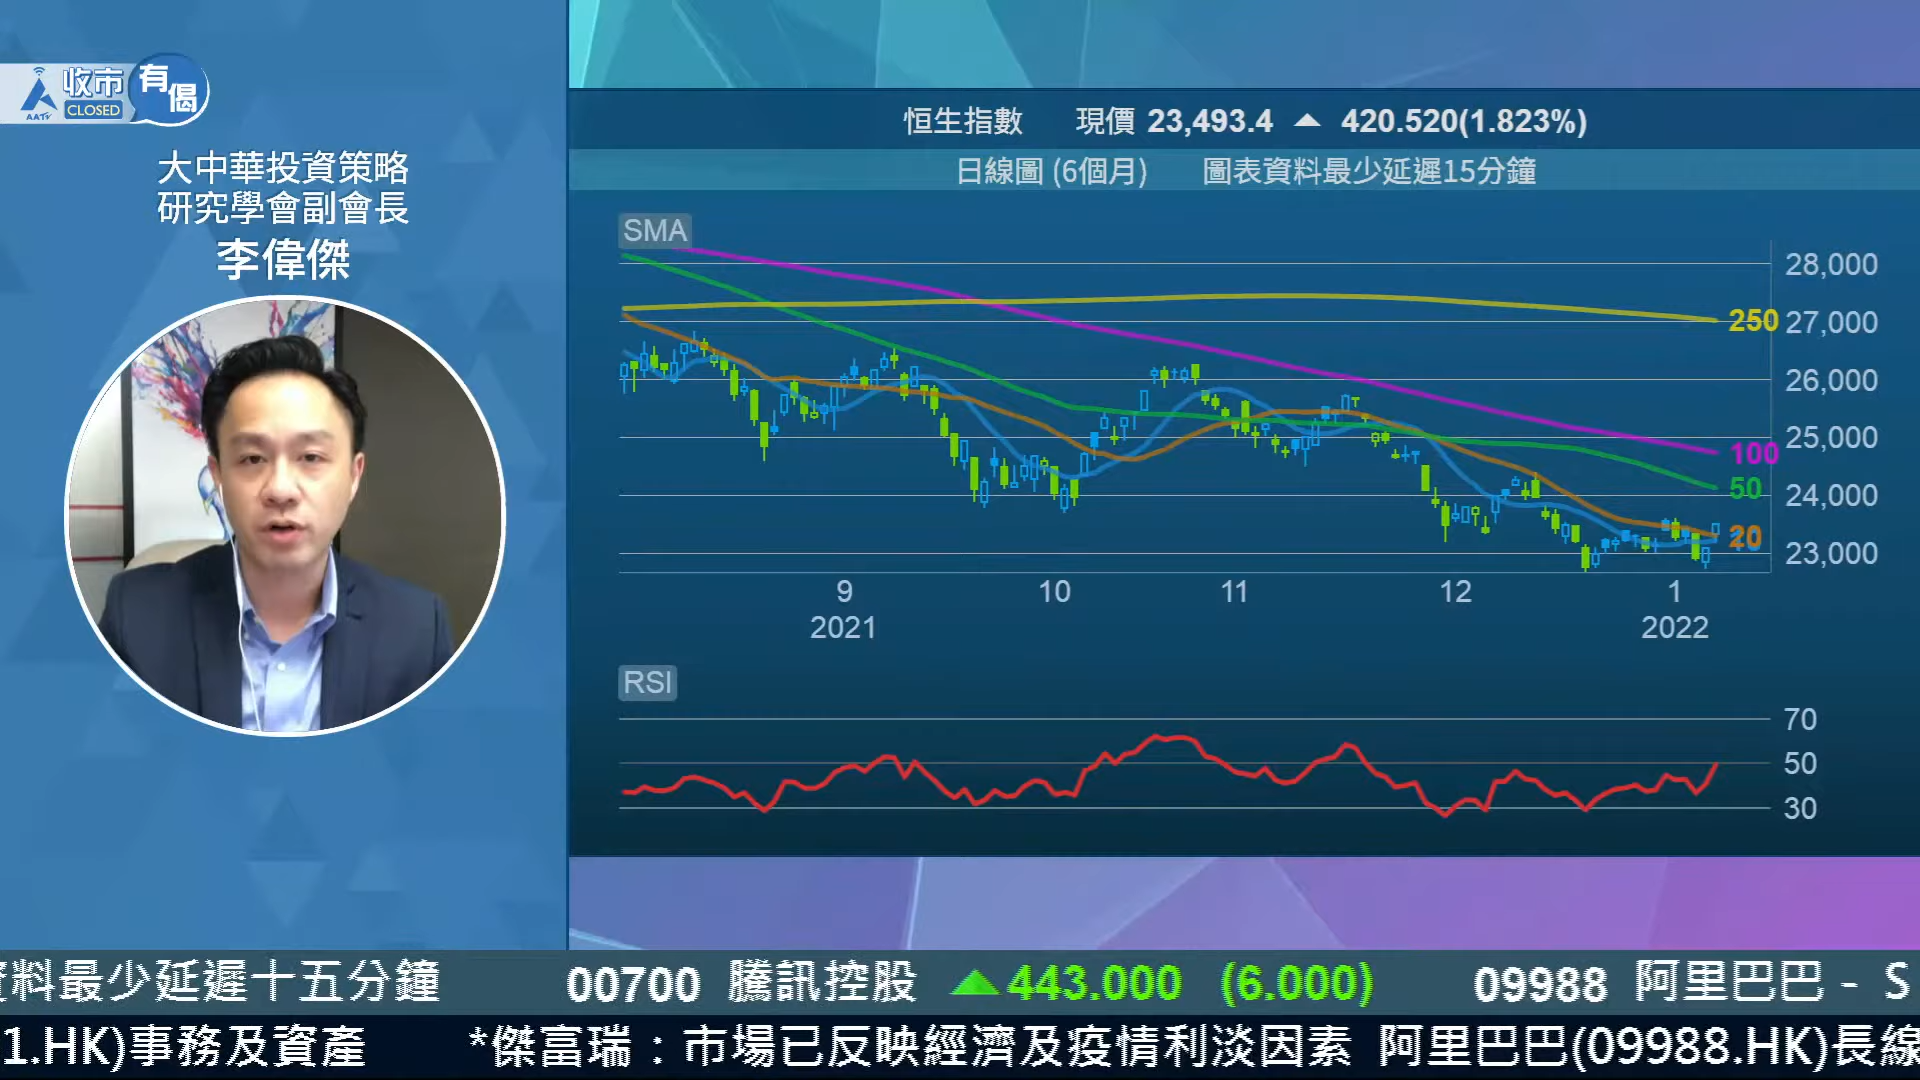 收市
CLOSED
有
偈
AATV
大中華投資策略
研究學會副會長
李偉傑
恒生指數 現價 23,493.4 ▲ 420.520(1.823%)
日線圖 (6個月) 圖表資料最少延遲15分鐘
SMA
28,000
27,000
26,000
25,000
24,000
23,000
250
100
50
20
9 10 11 12 1
2021 2022
RSI
70
50
30
料最少延遲十五分鐘 00700 騰訊控股 ▲443.000 (6.000) 09988 阿里巴巴 - S
1.HK)事務及資產 *傑富瑞：市場已反映經濟及疫情利淡因素 阿里巴巴(09988.HK)長線